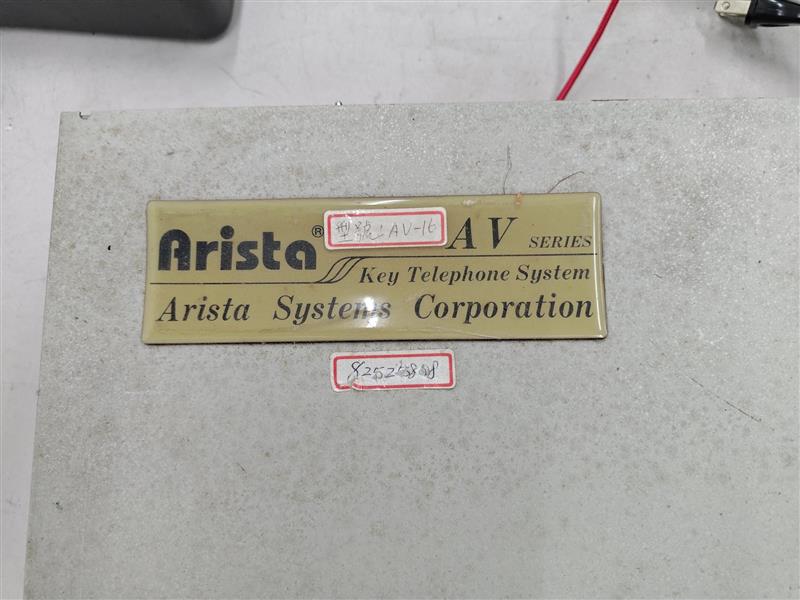 Arista® AV SERIES
型號:AV-16
Key Telephone System
Arista Systems Corporation